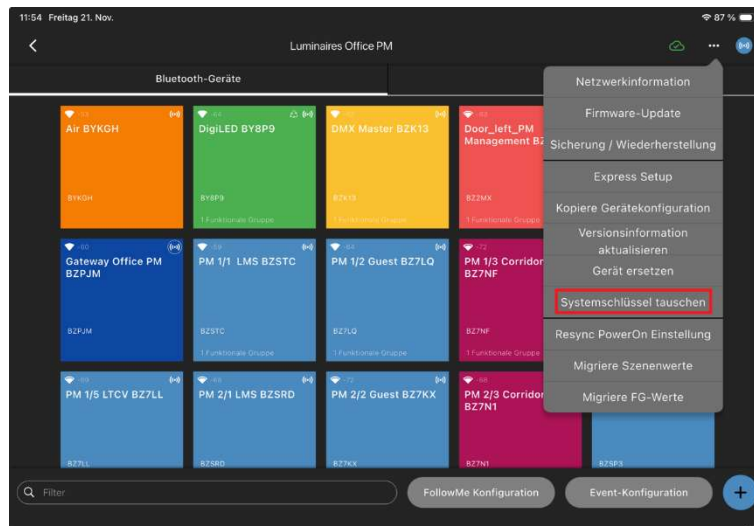 11:54 Freitag 21. Nov.
87 %
Luminaires Office PM
Bluetooth-Geräte
Netzwerkinformation
Firmware-Update
Sicherung / Wiederherstellung
Express Setup
Kopiere Gerätekonfiguration
Versionsinformation
aktualisieren
Gerät ersetzen
Systemschlüssel tauschen
Resync PowerOn Einstellung
Migriere Szenenwerte
Migriere FG-Werte
Air BYKGH
BYKGH
-64
DigiLED BY8P9
BY8P9
1 Funktionale Gruppe
DMX Master BZK13
BZK13
1 Funktionale Gruppe
Door_left_PM
Management
BZ2MX
1 Funktionale Gruppe
-60
Gateway Office PM
BZPJM
BZPJM
PM 1/1 LMS BZSTC
BZSTC
1 Funktionale Gruppe
-64
PM 1/2 Guest BZ7LQ
BZ7LQ
1 Funktionale Gruppe
-72
PM 1/3 Corridor
BZ7NF
BZ7NF
1 Funktionale Gruppe
PM 1/5 LTCV BZ7LL
BZ7LL
PM 2/1 LMS BZSRD
BZSRD
-72
PM 2/2 Guest BZ7KX
BZ7KX
-68
PM 2/3 Corridor
BZ7N1
BZ7N1
BZSP3
Filter
FollowMe Konfiguration
Event-Konfiguration